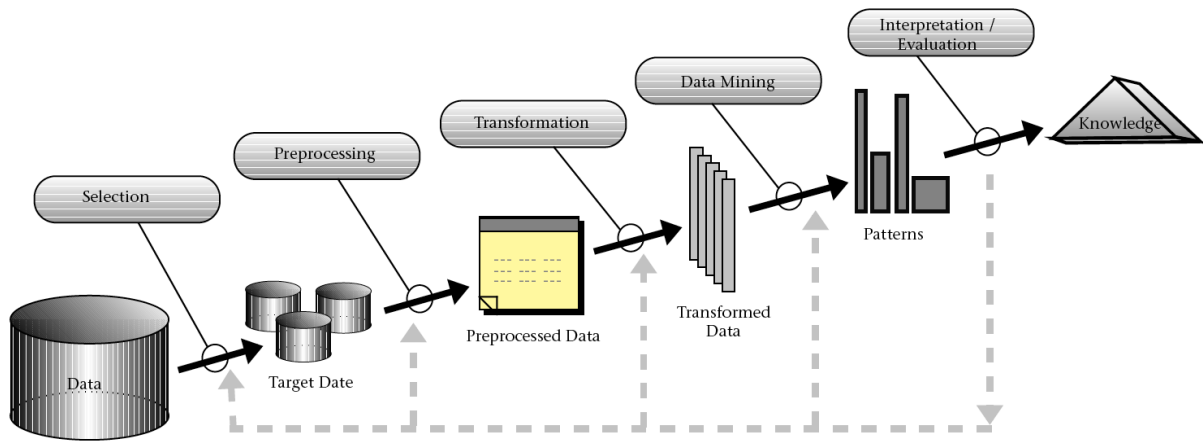 Interpretation /
Evaluation
Data Mining
Knowledge
Transformation
Preprocessing
Selection
Patterns
Transformed
Data
Preprocessed Data
Target Date
Data